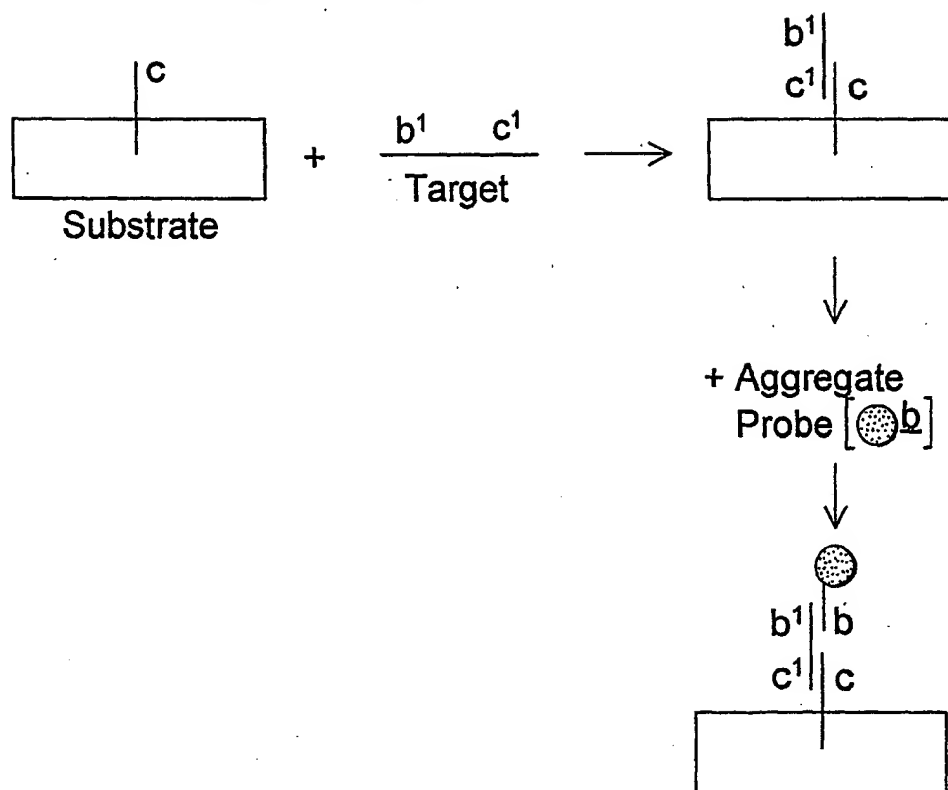 c
Substrate
+
b¹ c¹
Target
b¹
c¹ c
+ Aggregate
Probe [b]
b¹ b
c¹ c